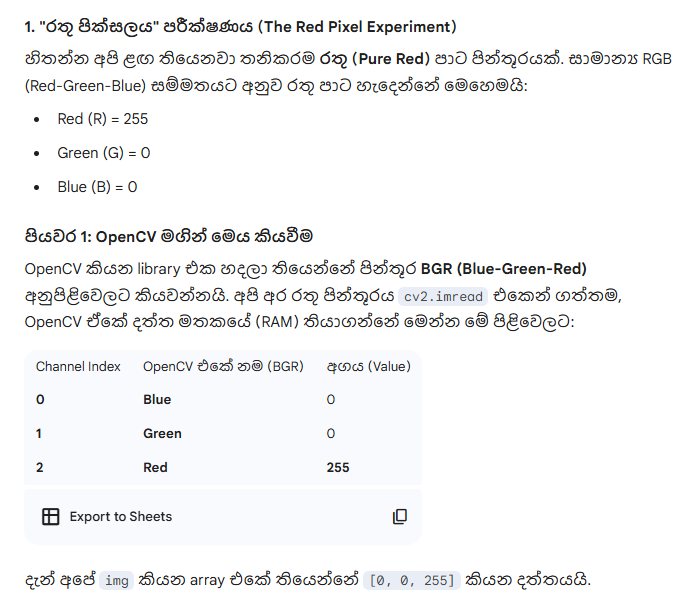 1. "රතු පික්සලය" පරීක්ෂණය (The Red Pixel Experiment)
හිතන්න අපි ළඟ තියෙනවා තනිකරම රතු (Pure Red) පාට පින්තූරයක්. සාමාන්‍ය RGB
(Red-Green-Blue) සම්මතයට අනුව රතු පාට හැදෙන්නේ මෙහෙමයි:
• Red (R) = 255
• Green (G) = 0
• Blue (B) = 0
පියවර 1: OpenCV මගින් මෙය කියවීම
OpenCV කියන library එක හදලා තියෙන්නේ පින්තූර BGR (Blue-Green-Red)
අනුපිළිවෙලට කියවන්නයි. අපි අර රතු පින්තූරය cv2.imread එකෙන් ගත්තම,
OpenCV ඒකේ දත්ත මතකයේ (RAM) තියාගන්නේ මෙන්න මේ පිළිවෙලට:
Channel Index OpenCV එකේ නම (BGR) අගය (Value)
0 Blue 0
1 Green 0
2 Red 255
Export to Sheets
දැන් අපේ img කියන array එකේ තියෙන්නේ [0, 0, 255] කියන දත්තයයි.